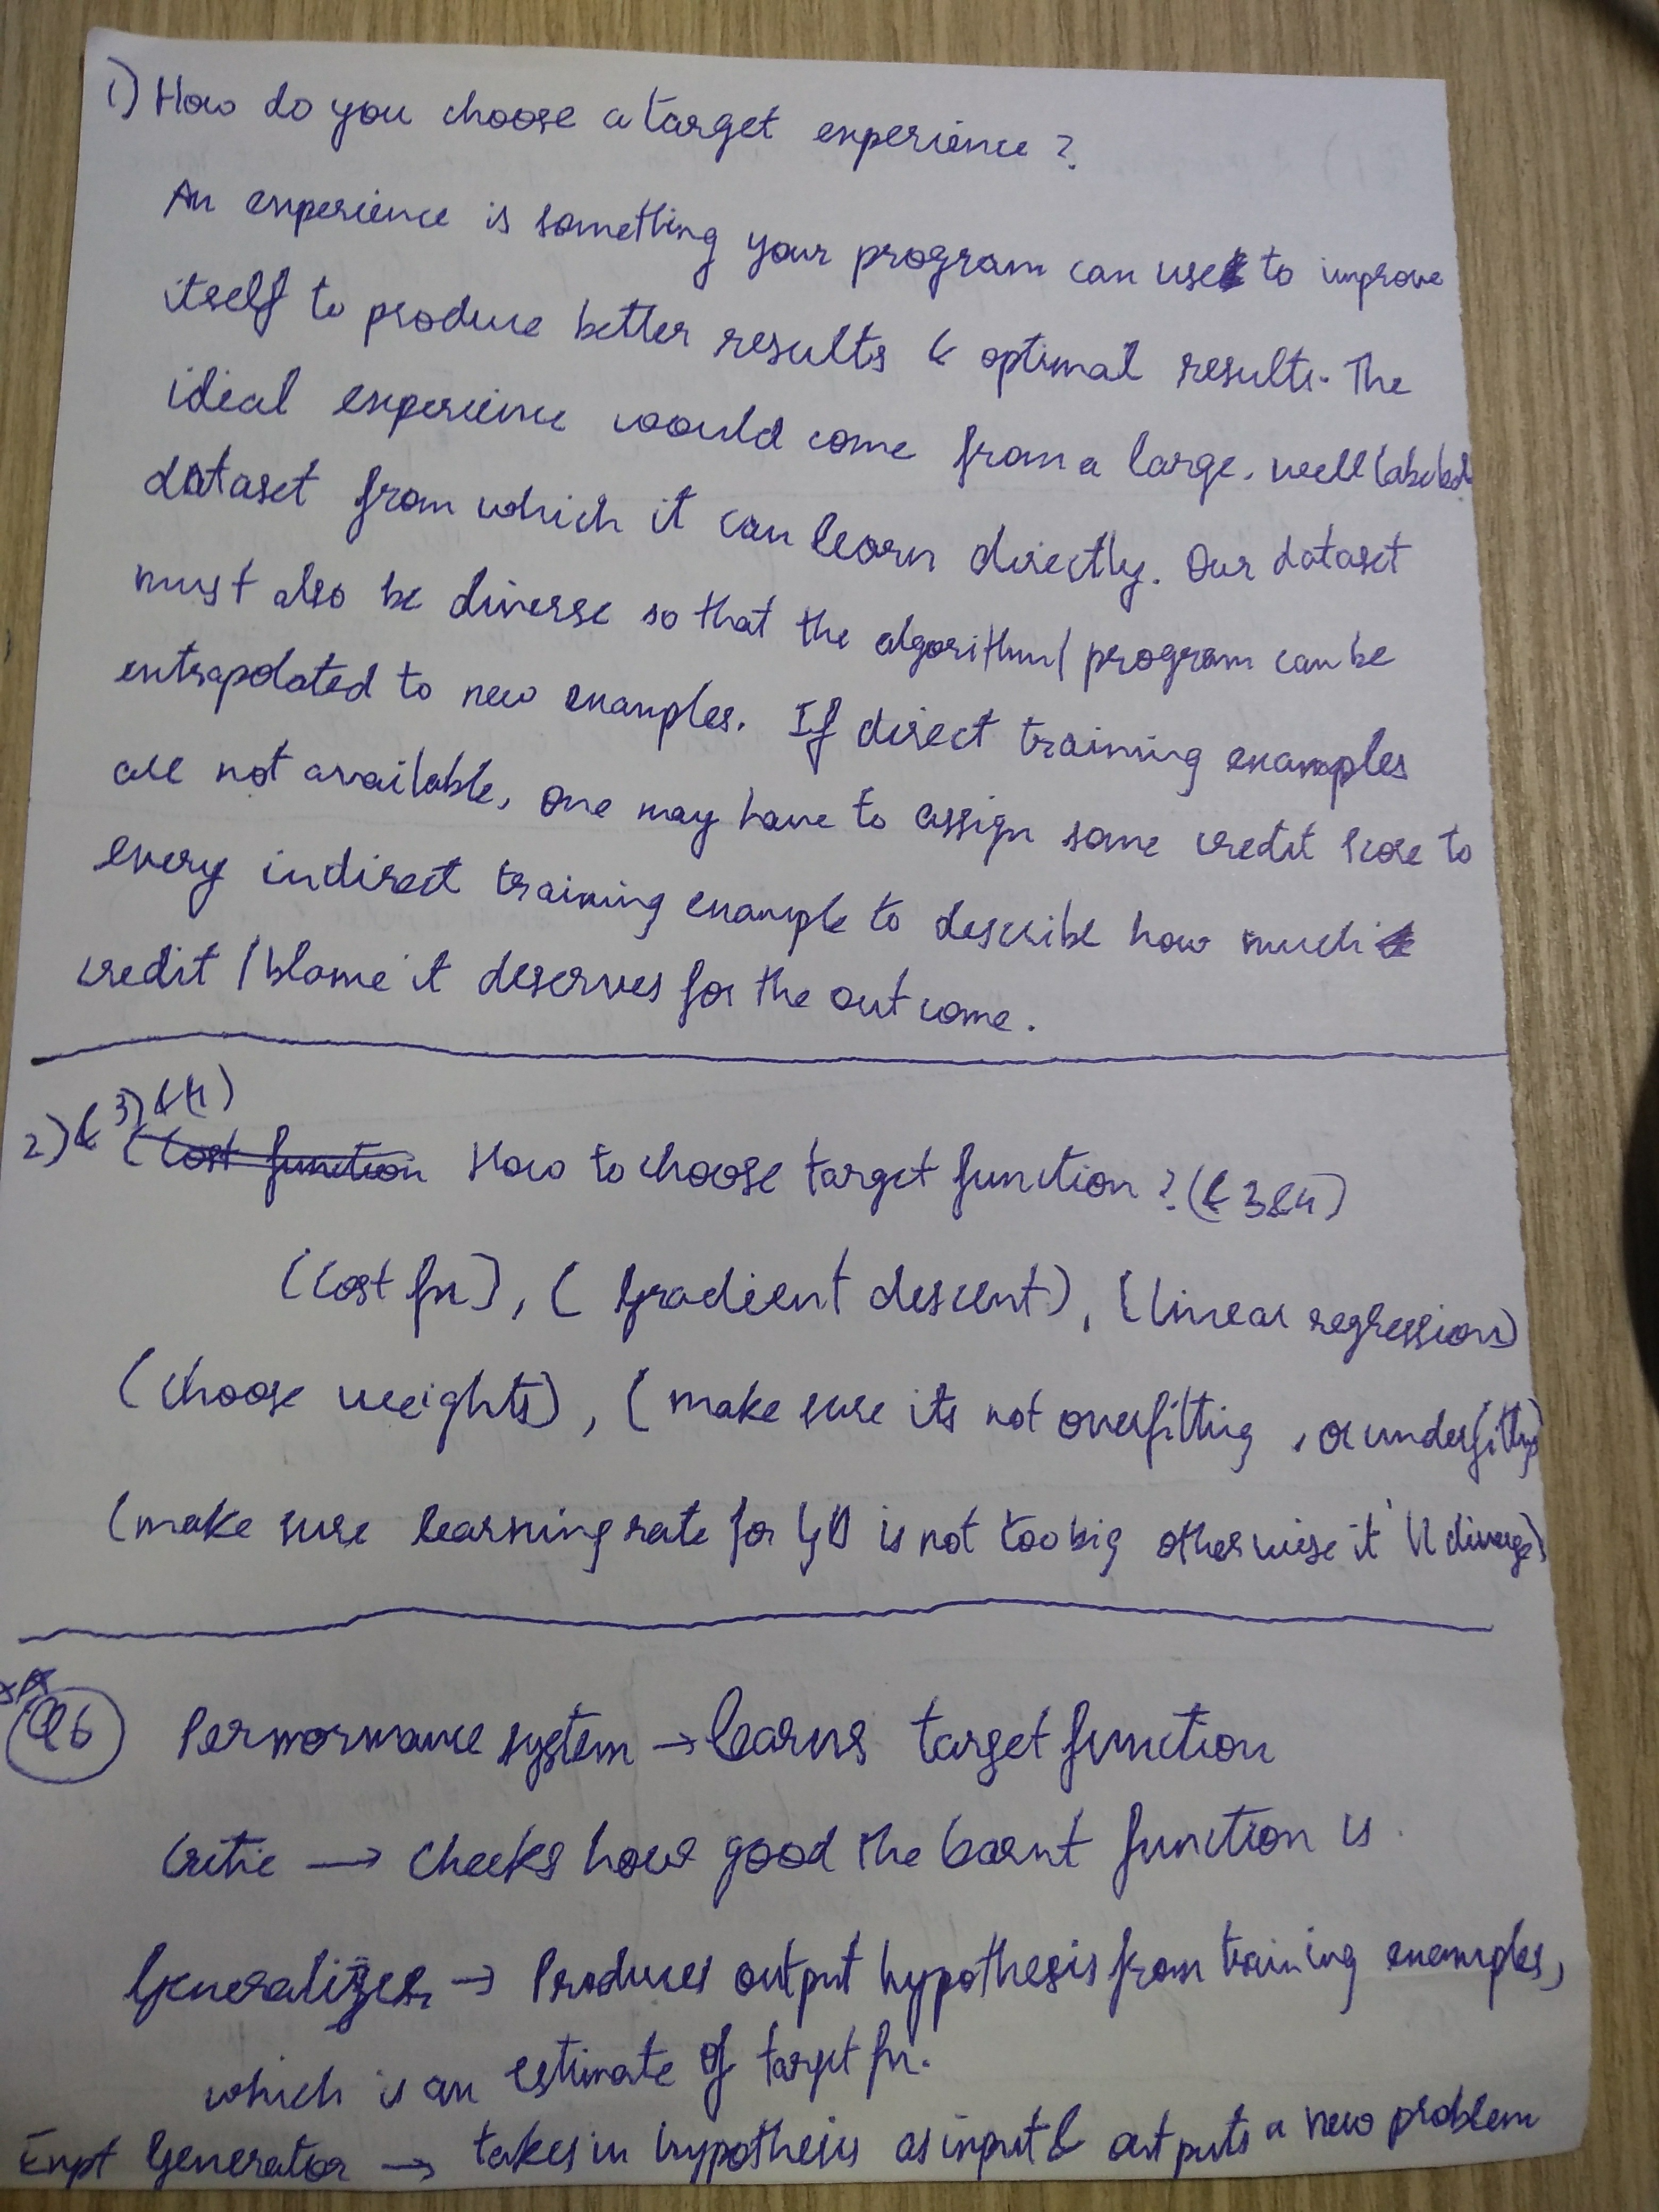 1) How do you choose a target experience ?
An experience is something your program can use to improve
itself to produce better results & optimal results. The
ideal experience would come from a large, well labeled
dataset from which it can learn directly. Our dataset
must also be diverse so that the algorithm/program can be
extrapolated to new examples. If direct training examples
are not available, one may have to assign some credit score to
every indirect training example to describe how much
credit / blame it deserves for the outcome.
2) & 3) & 4)
(Cost function How to choose target function ? (& 3 & 4)
(Cost fn), (Gradient descent), (linear regression)
(choose weights), (make sure its not overfitting, or underfitting)
(make sure learning rate for GD is not too big otherwise it'll diverge)
Q6 Permormance system → learns target function
Critic → checks how good the learnt function is.
Generalizer → Produces output hypothesis from training examples,
which is an estimate of target fn.
Expt Generator → takes in hypothesis as input & outputs a new problem